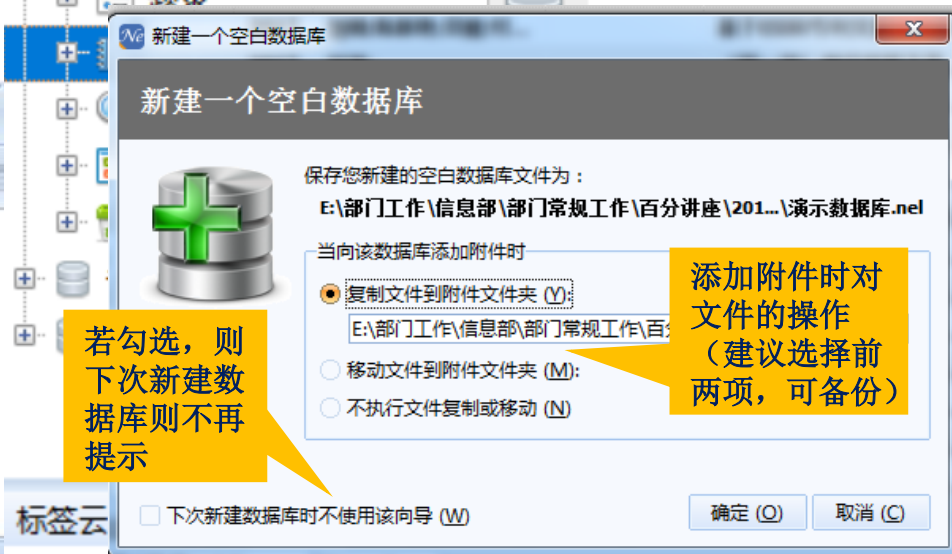 Ne 新建一个空白数据库
新建一个空白数据库
保存您新建的空白数据库文件为：
E:\部门工作\信息部\部门常规工作\百分讲座\201...\演示数据库.nel
当向该数据库添加附件时
复制文件到附件文件夹 (Y):
E:\部门工作\信息部\部门常规工作\百
移动文件到附件文件夹 (M):
不执行文件复制或移动 (N)
添加附件时对
文件的操作
（建议选择前
两项，可备份）
若勾选，则
下次新建数
据库则不再
提示
标签云
下次新建数据库时不使用该向导 (W)
确定 (O)
取消 (C)